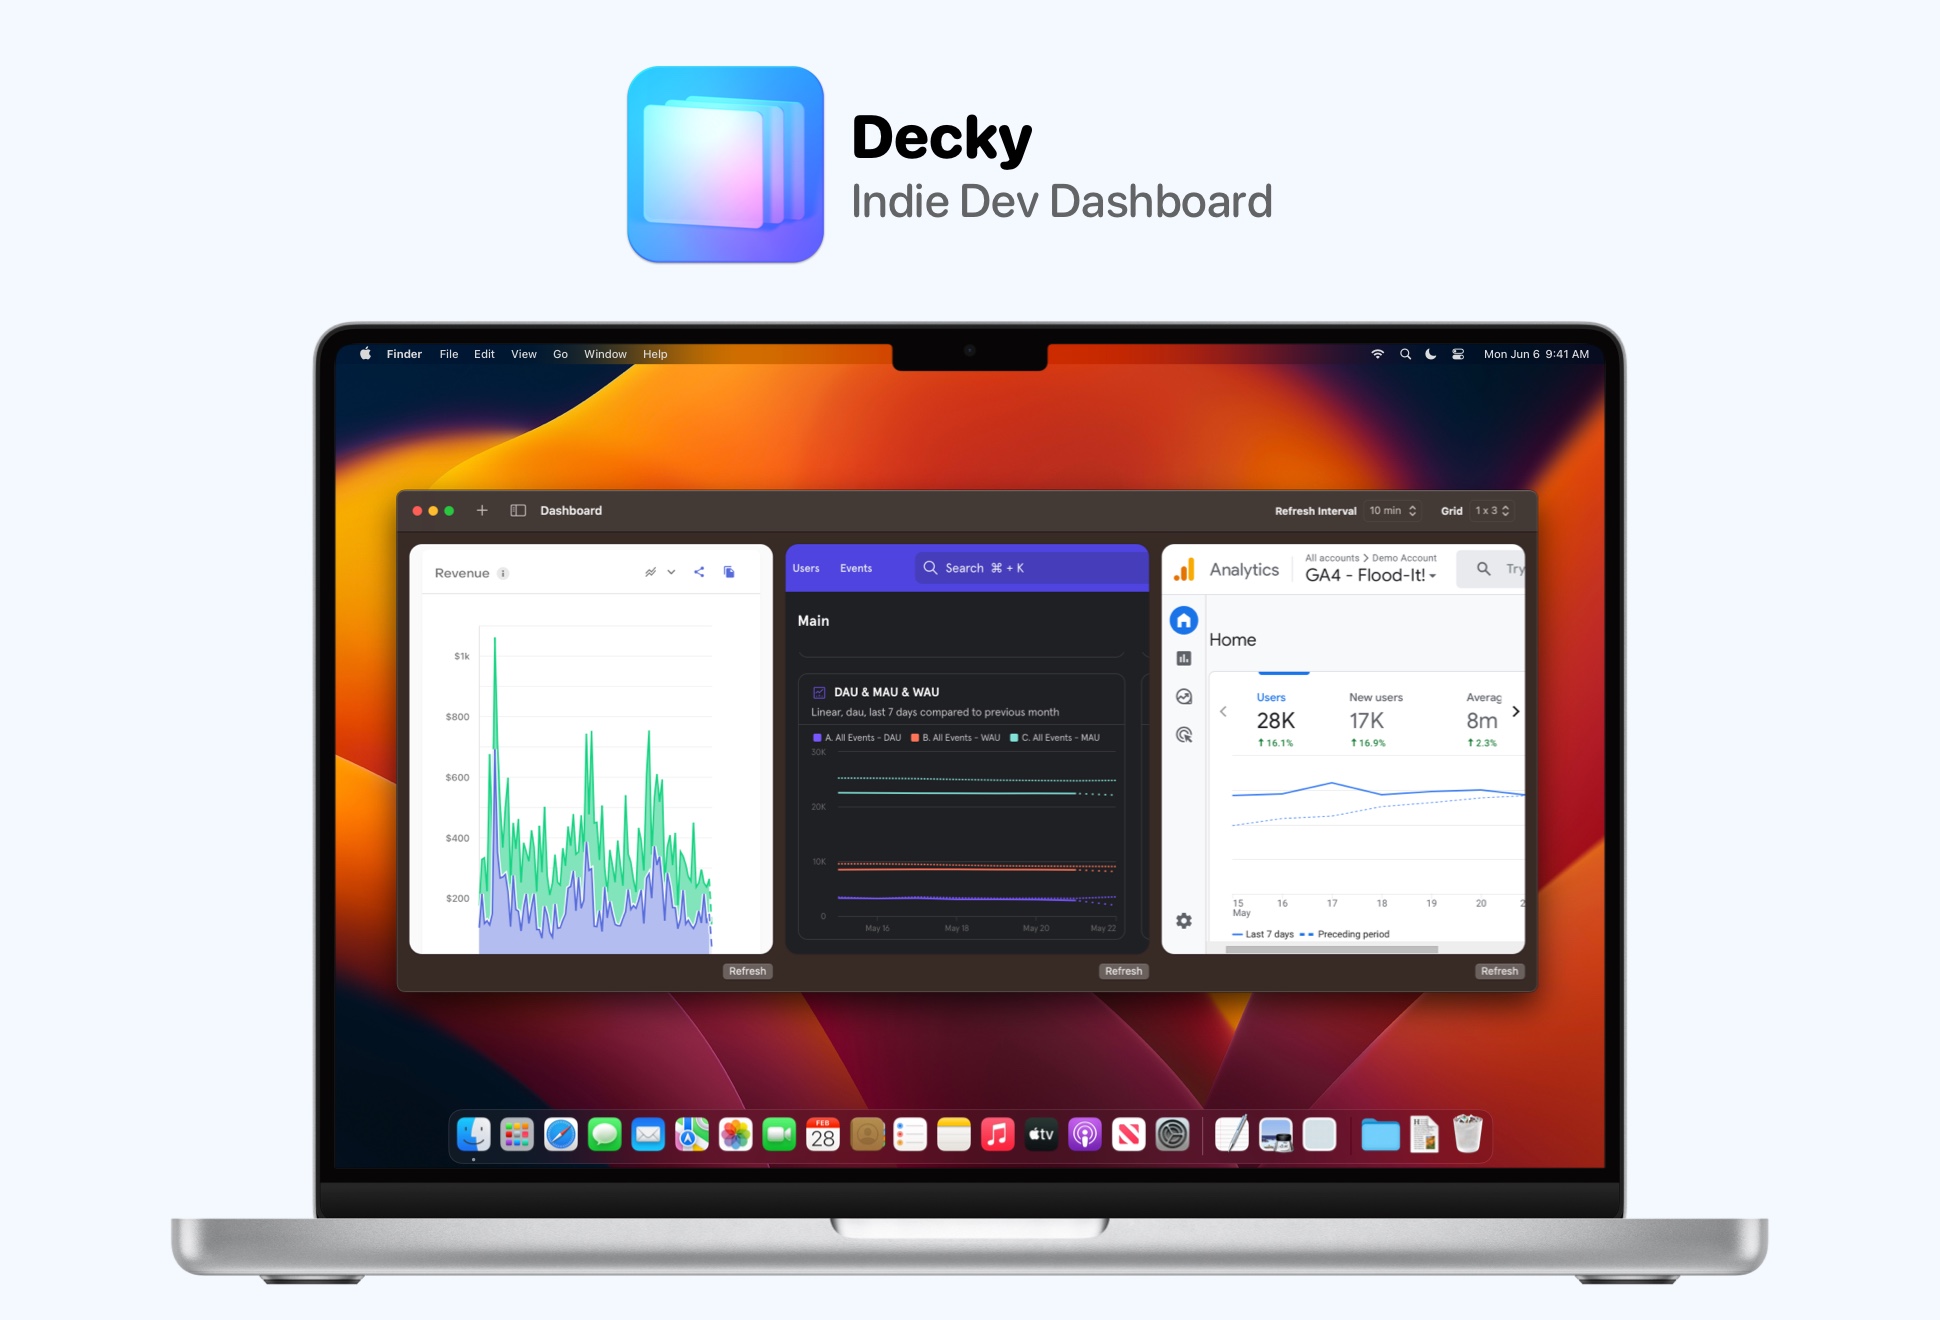 Decky
Indie Dev Dashboard
Finder File Edit View Go Window Help
Mon Jun 6 9:41 AM
Dashboard
Refresh Interval 10 min Grid 1 x 3
Revenue
$1k
$800
$600
$400
$200
Refresh
Users Events Search ⌘ + K
Main
DAU & MAU & WAU
Linear, dau, last 7 days compared to previous month
A. All Events - DAU B. All Events - WAU C. All Events - MAU
30K
20K
10K
0
May 16 May 18 May 20 May 22
Refresh
Analytics
All accounts > Demo Account
GA4 - Flood-It!
Try
Home
Users New users Averag
28K 17K 8m
16.1% 16.9% 2.3%
15 16 17 18 19 20 2
May
Last 7 days Preceding period
Refresh
FEB
28
tv